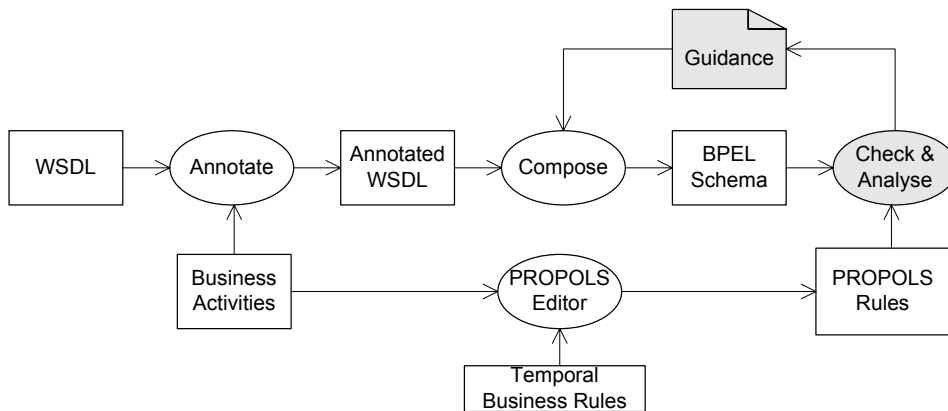 Guidance
WSDL
Annotate
Annotated
WSDL
Compose
BPEL
Schema
Check &
Analyse
Business
Activities
PROPOLS
Editor
PROPOLS
Rules
Temporal
Business Rules